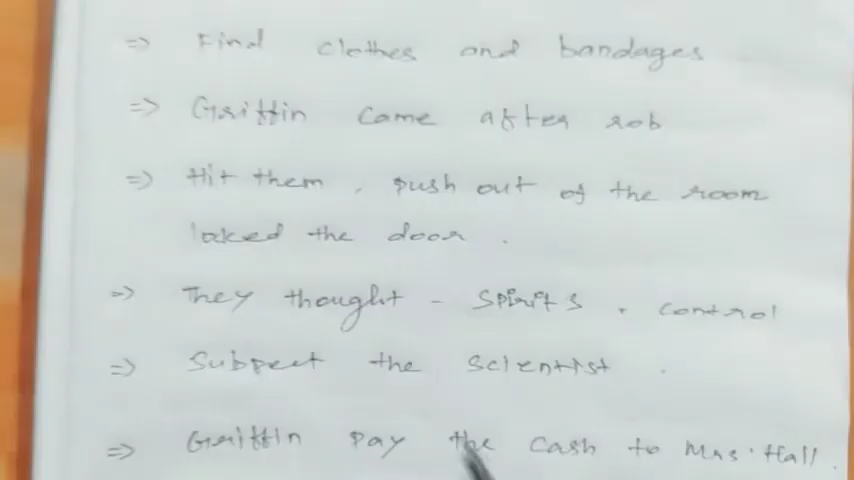 => Find clothes and bandages
=> Griffin came after rob
=> Hit them, push out of the room
locked the door.
=> They thought - Spirits. control
=> Subpect the Scientist.
=> Griffin pay the cash to Mrs. Hall.